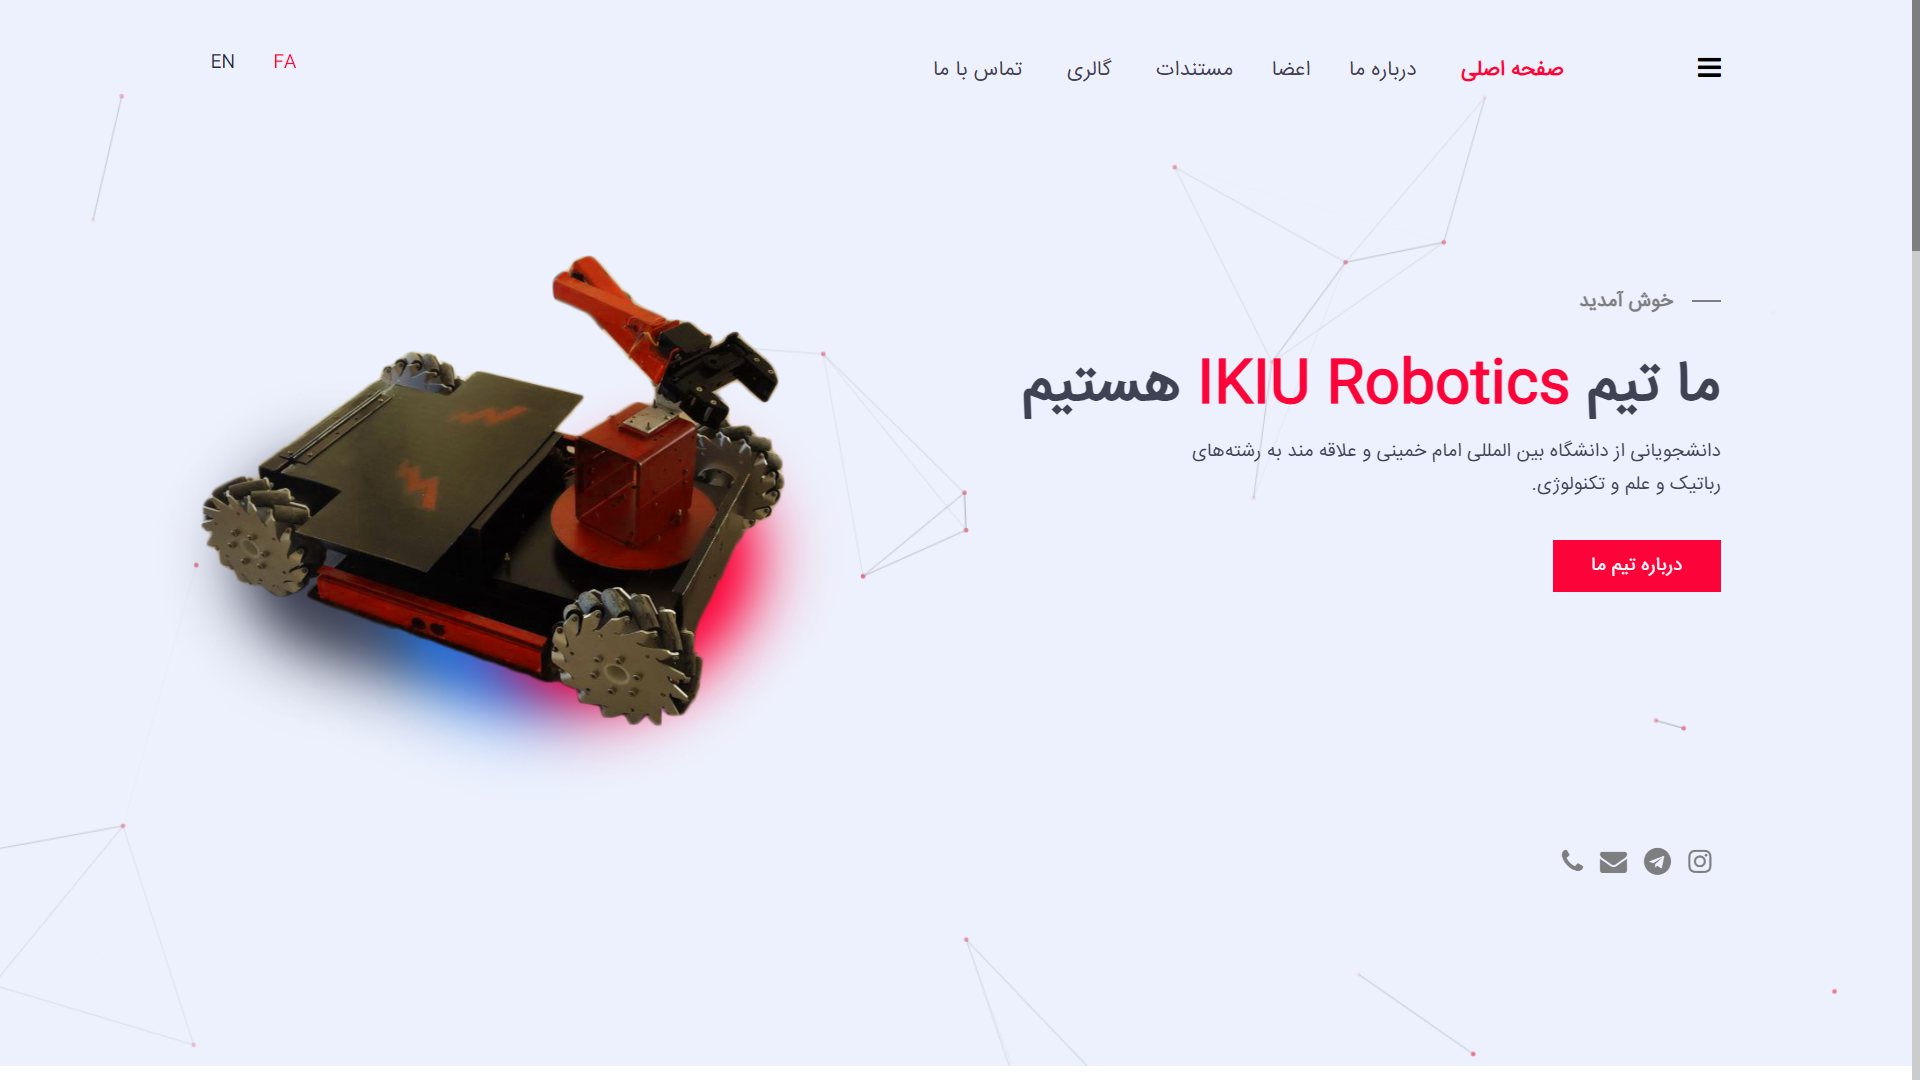 صفحه اصلی
درباره ما
اعضا
مستندات
گالری
تماس با ما
FA
EN
خوش آمدید
ما تیم IKIU Robotics هستیم
دانشجویانی از دانشگاه بین المللی امام خمینی و علاقه مند به رشته‌های
رباتیک و علم و تکنولوژی.
درباره تیم ما